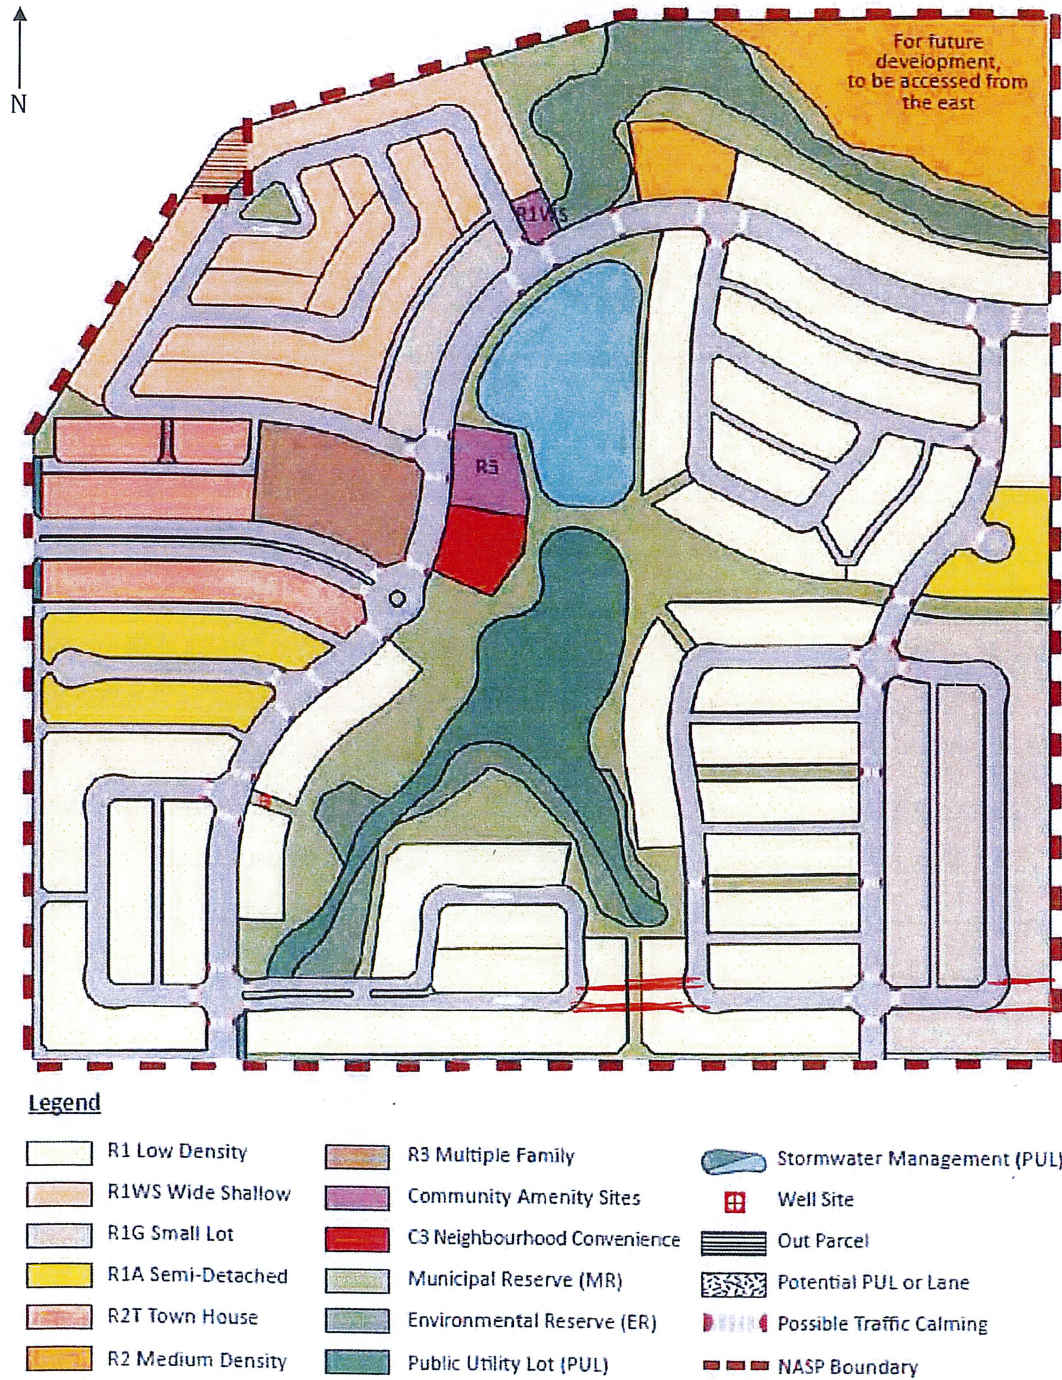 For future
development,
to be accessed from
the east
N
R1WS
R3
Legend
R1 Low Density
R1WS Wide Shallow
R1G Small Lot
R1A Semi-Detached
R2T Town House
R2 Medium Density
R3 Multiple Family
Community Amenity Sites
C3 Neighbourhood Convenience
Municipal Reserve (MR)
Environmental Reserve (ER)
Public Utility Lot (PUL)
Stormwater Management (PUL)
Well Site
Out Parcel
Potential PUL or Lane
Possible Traffic Calming
NASP Boundary